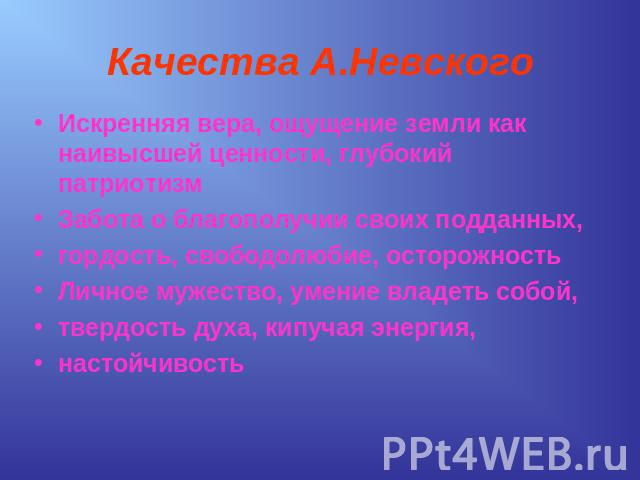 Качества А.Невского
• Искренняя вера, ощущение земли как
наивысшей ценности, глубокий
патриотизм
• Забота о благополучии своих подданных,
• гордость, свободолюбие, осторожность
• Личное мужество, умение владеть собой,
• твердость духа, кипучая энергия,
• настойчивость
PPt4WEB.ru